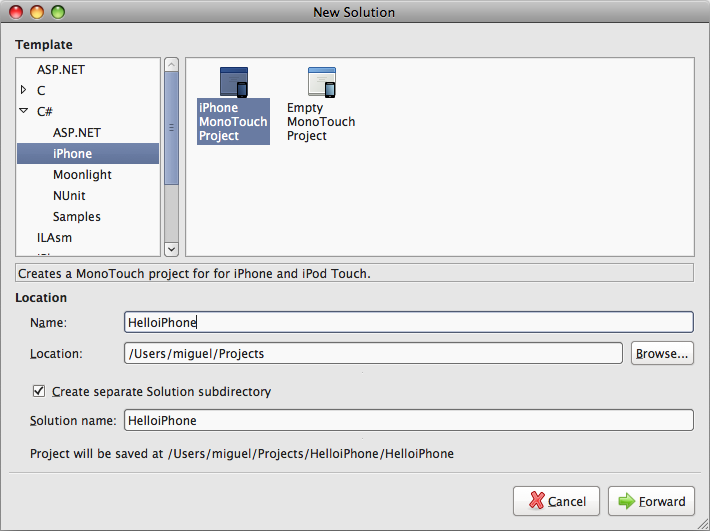 New Solution
Template
ASP.NET
C
C#
ASP.NET
iPhone
Moonlight
NUnit
Samples
ILAsm
iPhone
MonoTouch
Project
Empty
MonoTouch
Project
Creates a MonoTouch project for for iPhone and iPod Touch.
Location
Name: HelloiPhone
Location: /Users/miguel/Projects Browse...
Create separate Solution subdirectory
Solution name: HelloiPhone
Project will be saved at /Users/miguel/Projects/HelloiPhone/HelloiPhone
Cancel Forward